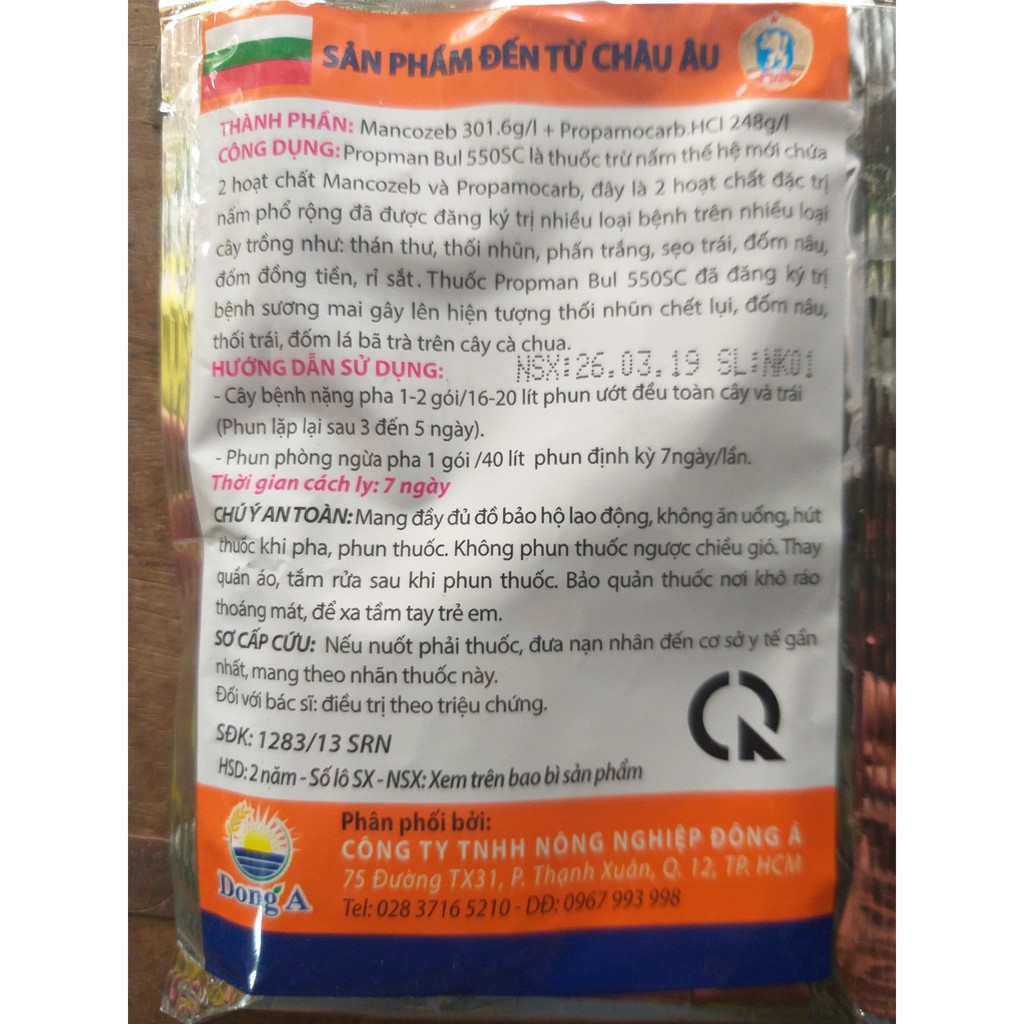 SẢN PHẨM ĐẾN TỪ CHÂU ÂU
THÀNH PHẦN: Mancozeb 301.6g/l + Propamocarb.HCl 248g/l
CÔNG DỤNG: Propman Bul 550SC là thuốc trừ nấm thế hệ mới chứa
2 hoạt chất Mancozeb và Propamocarb, đây là 2 hoạt chất đặc trị
nấm phổ rộng đã được đăng ký trị nhiều loại bệnh trên nhiều loại
cây trồng như: thán thư, thối nhũn, phấn trắng, sẹo trái, đốm nâu,
đốm đồng tiền, rỉ sắt. Thuốc Propman Bul 550SC đã đăng ký trị
bệnh sương mai gây lên hiện tượng thối nhũn chết lụi, đốm nâu,
thối trái, đốm lá bã trà trên cây cà chua.
NSX:26.03.19 SL:NK01
HƯỚNG DẪN SỬ DỤNG:
- Cây bệnh nặng pha 1-2 gói/16-20 lít phun ướt đều toàn cây và trái
(Phun lặp lại sau 3 đến 5 ngày).
- Phun phòng ngừa pha 1 gói /40 lít phun định kỳ 7ngày/lần.
Thời gian cách ly: 7 ngày
CHÚ Ý AN TOÀN: Mang đầy đủ đồ bảo hộ lao động, không ăn uống, hút
thuốc khi pha, phun thuốc. Không phun thuốc ngược chiều gió. Thay
quần áo, tắm rửa sau khi phun thuốc. Bảo quản thuốc nơi khô ráo
thoáng mát, để xa tầm tay trẻ em.
SƠ CẤP CỨU: Nếu nuốt phải thuốc, đưa nạn nhân đến cơ sở y tế gần
nhất, mang theo nhãn thuốc này.
Đối với bác sĩ: điều trị theo triệu chứng.
SĐK: 1283/13 SRN
HSD: 2 năm - Số lô SX - NSX: Xem trên bao bì sản phẩm
Phân phối bởi:
CÔNG TY TNHH NÔNG NGHIỆP ĐÔNG Á
75 Đường TX31, P. Thạnh Xuân, Q. 12, TP. HCM
Tel: 028 3716 5210 - DĐ: 0967 993 998
Dong A